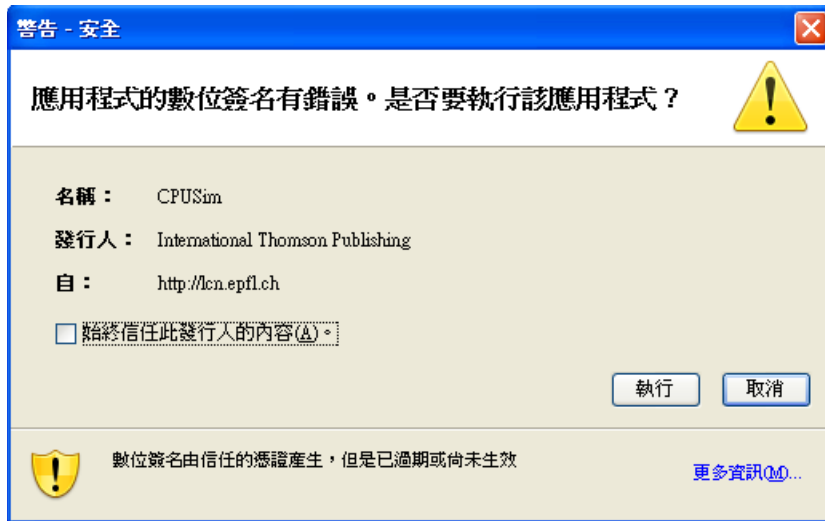 警告 - 安全
應用程式的數位簽名有錯誤。是否要執行該應用程式？
名稱： CPUSim
發行人： International Thomson Publishing
自： http://lcn.epfl.ch
始終信任此發行人的內容(A)。
執行 取消
數位簽名由信任的憑證產生，但是已過期或尚未生效
更多資訊(M)...